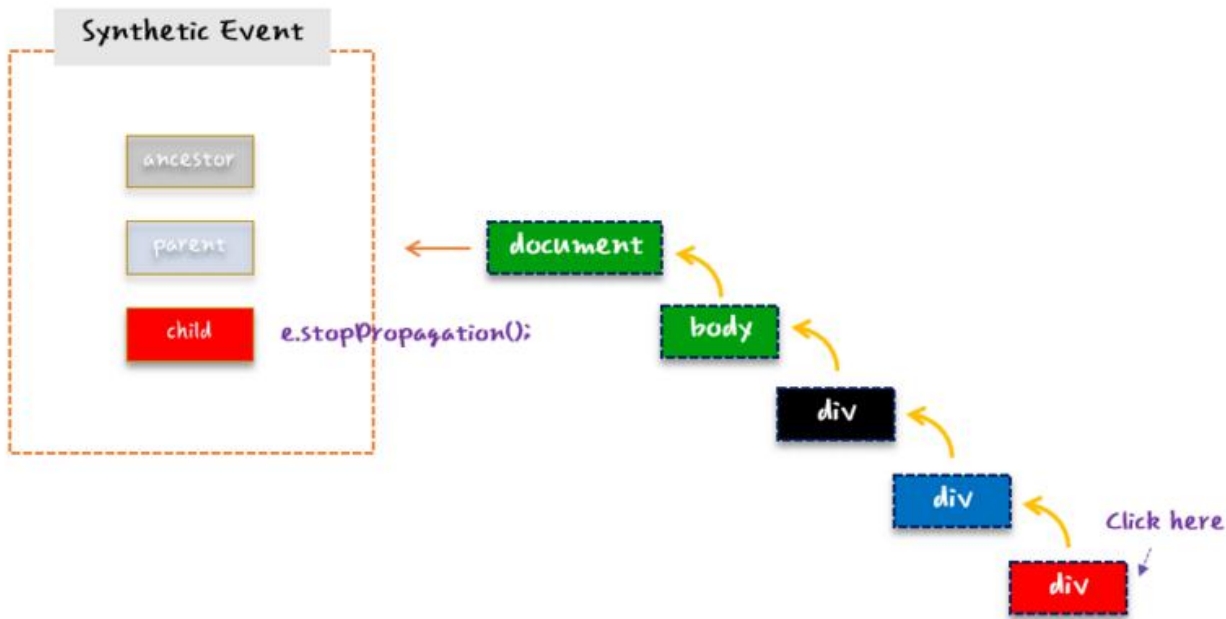 Synthetic Event
ancestor
parent
child
e.stopPropagation();
document
body
div
div
Click here
div